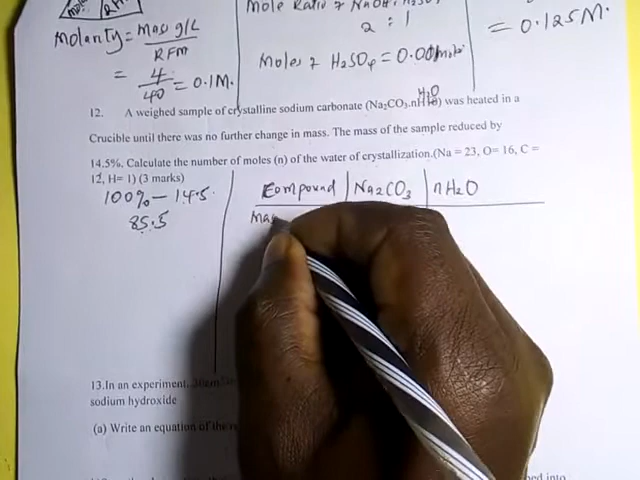 Molarity = Mass g/L
RFM
= 4
40 = 0.1M.
Mole Ratio
2 : 1
Moles of H2SO4 = 0.001
= 0.125M.
12. A weighed sample of crystalline sodium carbonate (Na2CO3.nH2O) was heated in a
Crucible until there was no further change in mass. The mass of the sample reduced by
14.5%. Calculate the number of moles (n) of the water of crystallization.(Na = 23, O= 16, C =
12, H= 1) (3 marks)
100% - 14.5
85.5
Compound | Na2CO3 | nH2O
Mas
13.In an experiment,
sodium hydroxide
(a) Write an equation of the
into